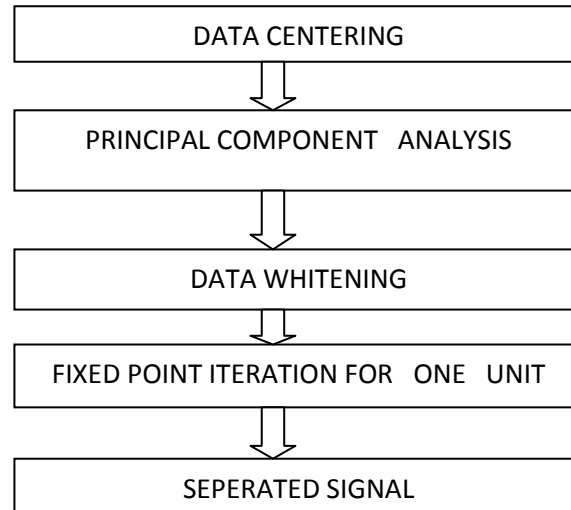 DATA CENTERING
PRINCIPAL COMPONENT ANALYSIS
DATA WHITENING
FIXED POINT ITERATION FOR ONE UNIT
SEPERATED SIGNAL